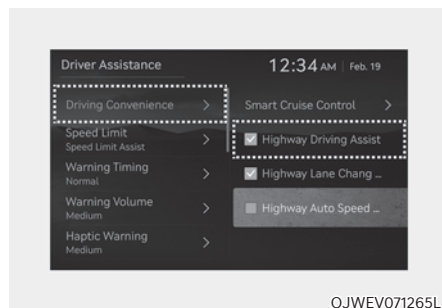 Driver Assistance
12:34 AM | Feb. 19
Driving Convenience >
Speed Limit >
Speed Limit Assist
Warning Timing >
Normal
Warning Volume >
Medium
Haptic Warning >
Medium
Smart Cruise Control >
Highway Driving Assist
Highway Lane Chang ...
Highway Auto Speed ...
OJWEV071265L